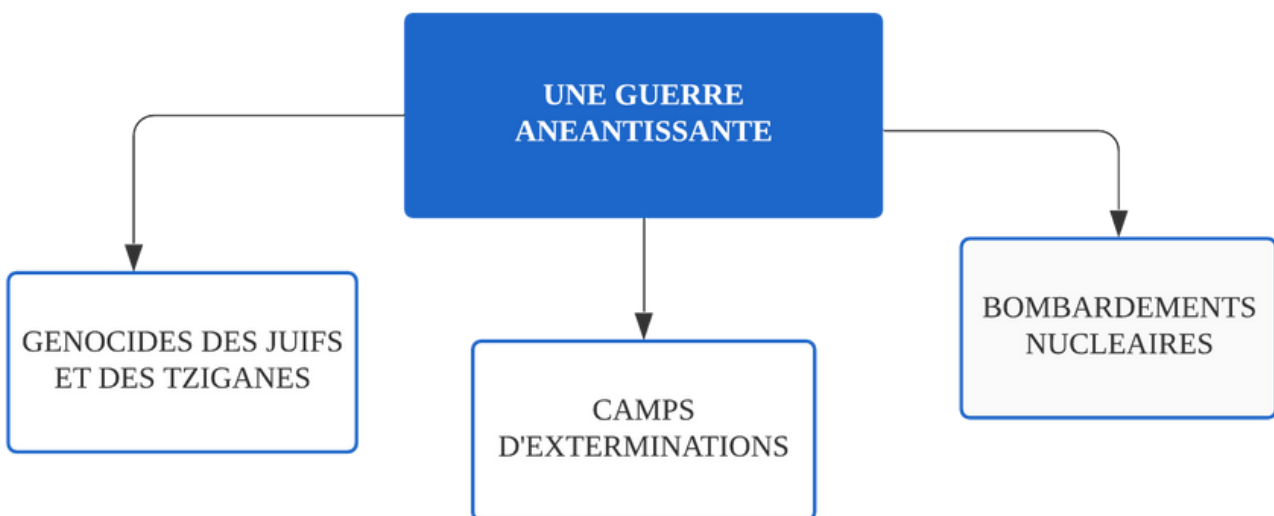 UNE GUERRE
ANEANTISSANTE
GENOCIDES DES JUIFS
ET DES TZIGANES
CAMPS
D'EXTERMINATIONS
BOMBARDEMENTS
NUCLEAIRES